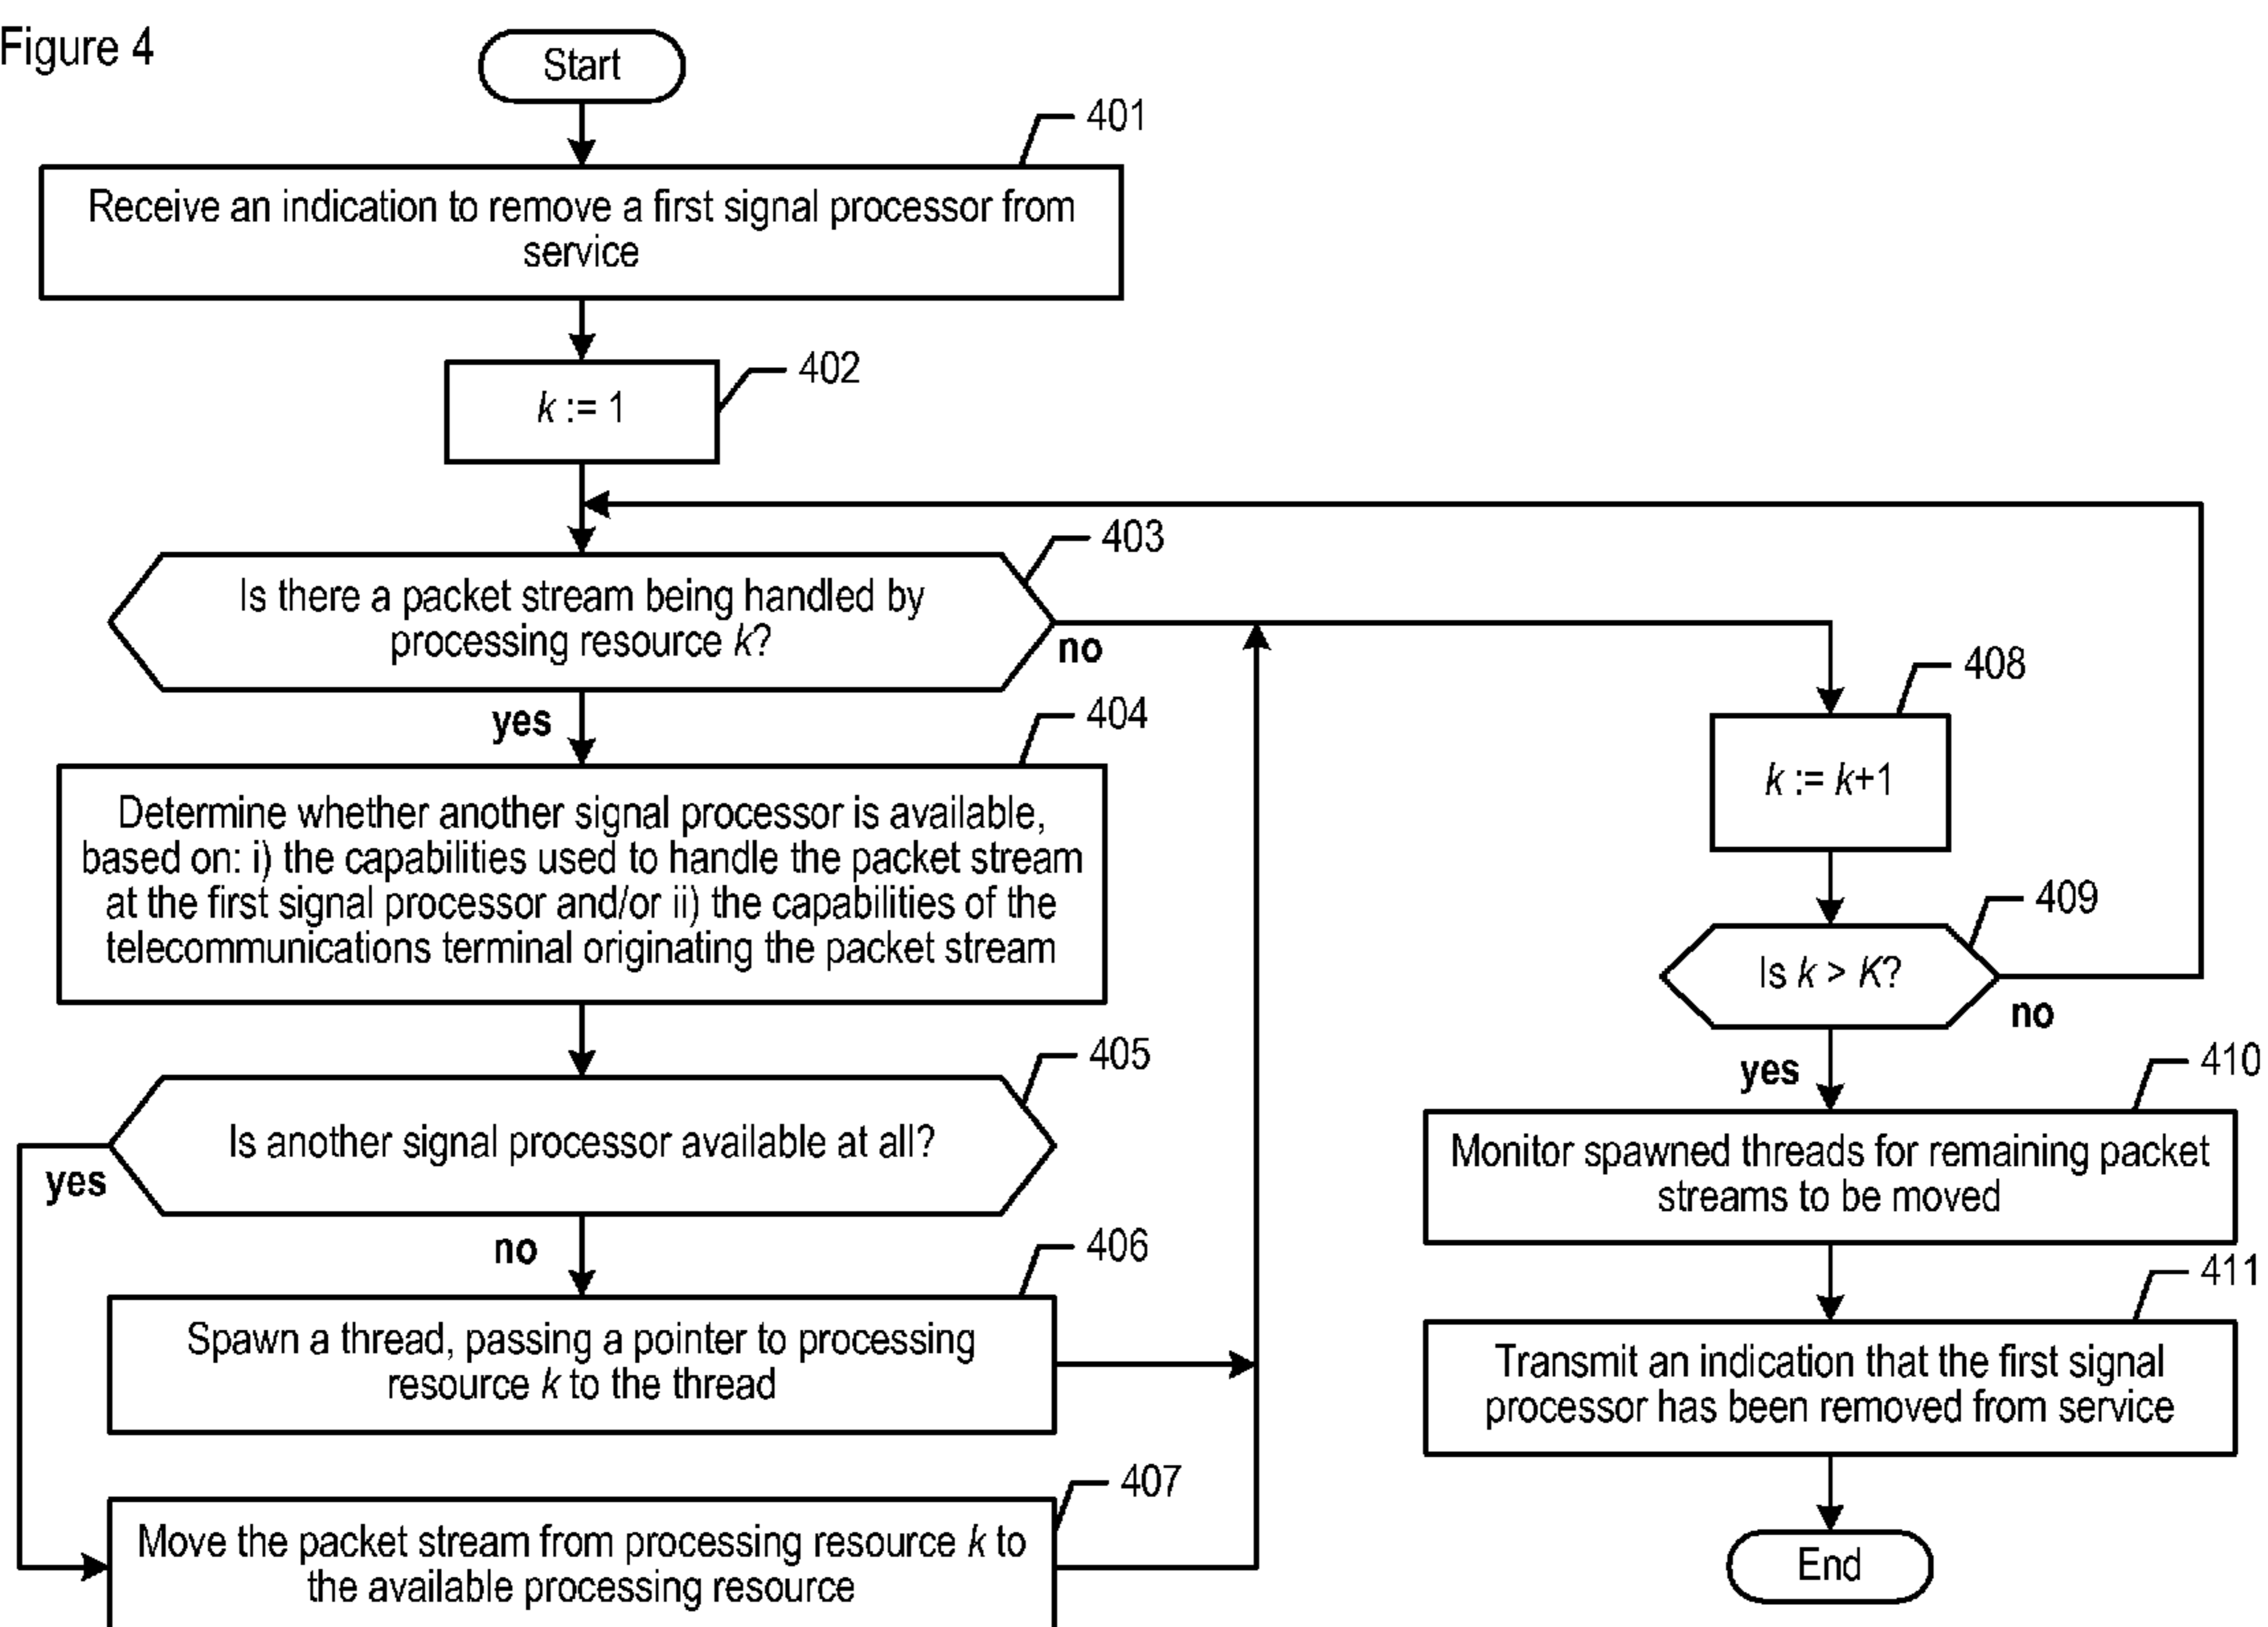 Figure 4
Start
401
Receive an indication to remove a first signal processor from
service
402
k := 1
403
Is there a packet stream being handled by
processing resource k?
no
yes
404
Determine whether another signal processor is available,
based on: i) the capabilities used to handle the packet stream
at the first signal processor and/or ii) the capabilities of the
telecommunications terminal originating the packet stream
405
Is another signal processor available at all?
yes
no
406
Spawn a thread, passing a pointer to processing
resource k to the thread
407
Move the packet stream from processing resource k to
the available processing resource
408
k := k+1
409
Is k > K?
no
yes
410
Monitor spawned threads for remaining packet
streams to be moved
411
Transmit an indication that the first signal
processor has been removed from service
End